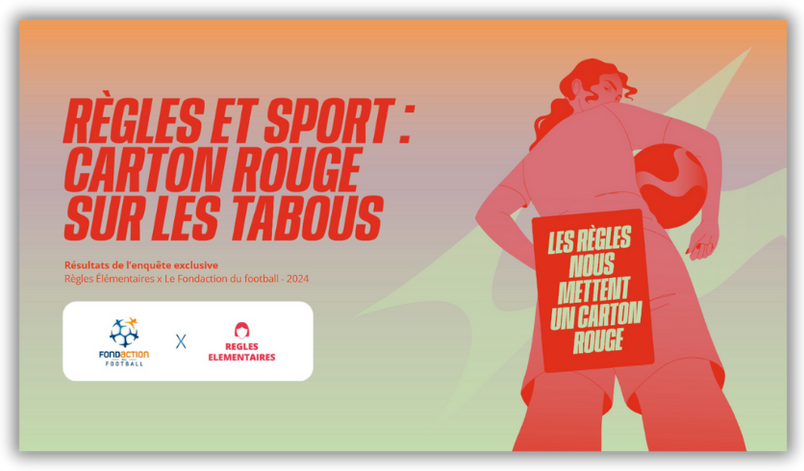 RÈGLES ET SPORT :
CARTON ROUGE
SUR LES TABOUS
Résultats de l'enquête exclusive
Règles Élémentaires x Le Fondaction du football - 2024
FONDACTION
DU
FOOTBALL
X
REGLES
ELEMENTAIRES
LES RÈGLES
NOUS
METTENT
UN CARTON
ROUGE